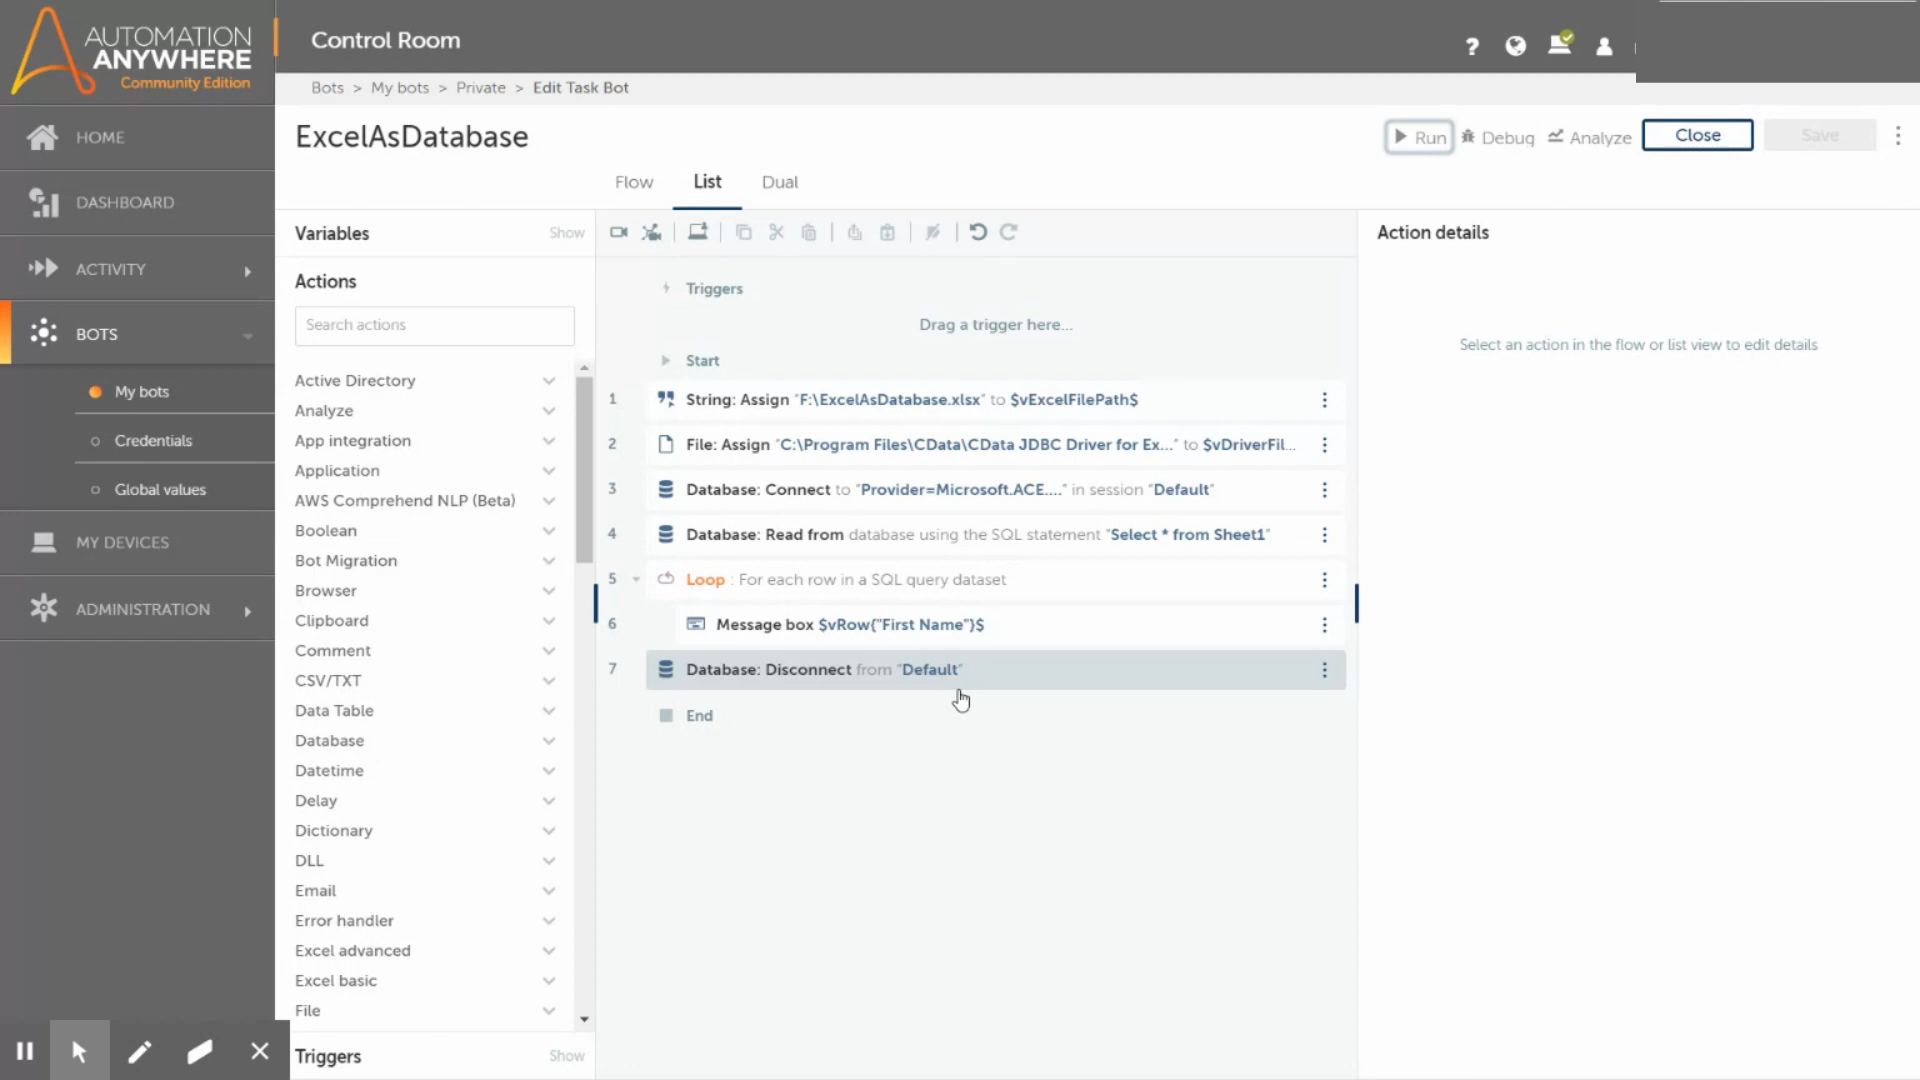 AUTOMATION
ANYWHERE
Community Edition
Control Room
?
Bots > My bots > Private > Edit Task Bot
HOME
DASHBOARD
ACTIVITY
BOTS
My bots
Credentials
Global values
MY DEVICES
ADMINISTRATION
ExcelAsDatabase
Run
Debug
Analyze
Close
Save
Flow
List
Dual
Variables
Show
Actions
Search actions
Active Directory
Analyze
App integration
Application
AWS Comprehend NLP (Beta)
Boolean
Bot Migration
Browser
Clipboard
Comment
CSV/TXT
Data Table
Database
Datetime
Delay
Dictionary
DLL
Email
Error handler
Excel advanced
Excel basic
File
Triggers
Show
Triggers
Drag a trigger here...
Start
1 String: Assign "F:\ExcelAsDatabase.xlsx" to $vExcelFilePath$
2 File: Assign "C:\Program Files\CData\CData JDBC Driver for Ex..." to $vDriverFil...
3 Database: Connect to "Provider=Microsoft.ACE...." in session "Default"
4 Database: Read from database using the SQL statement "Select * from Sheet1"
5 Loop : For each row in a SQL query dataset
6 Message box $vRow{"First Name"}$
7 Database: Disconnect from "Default"
End
Action details
Select an action in the flow or list view to edit details